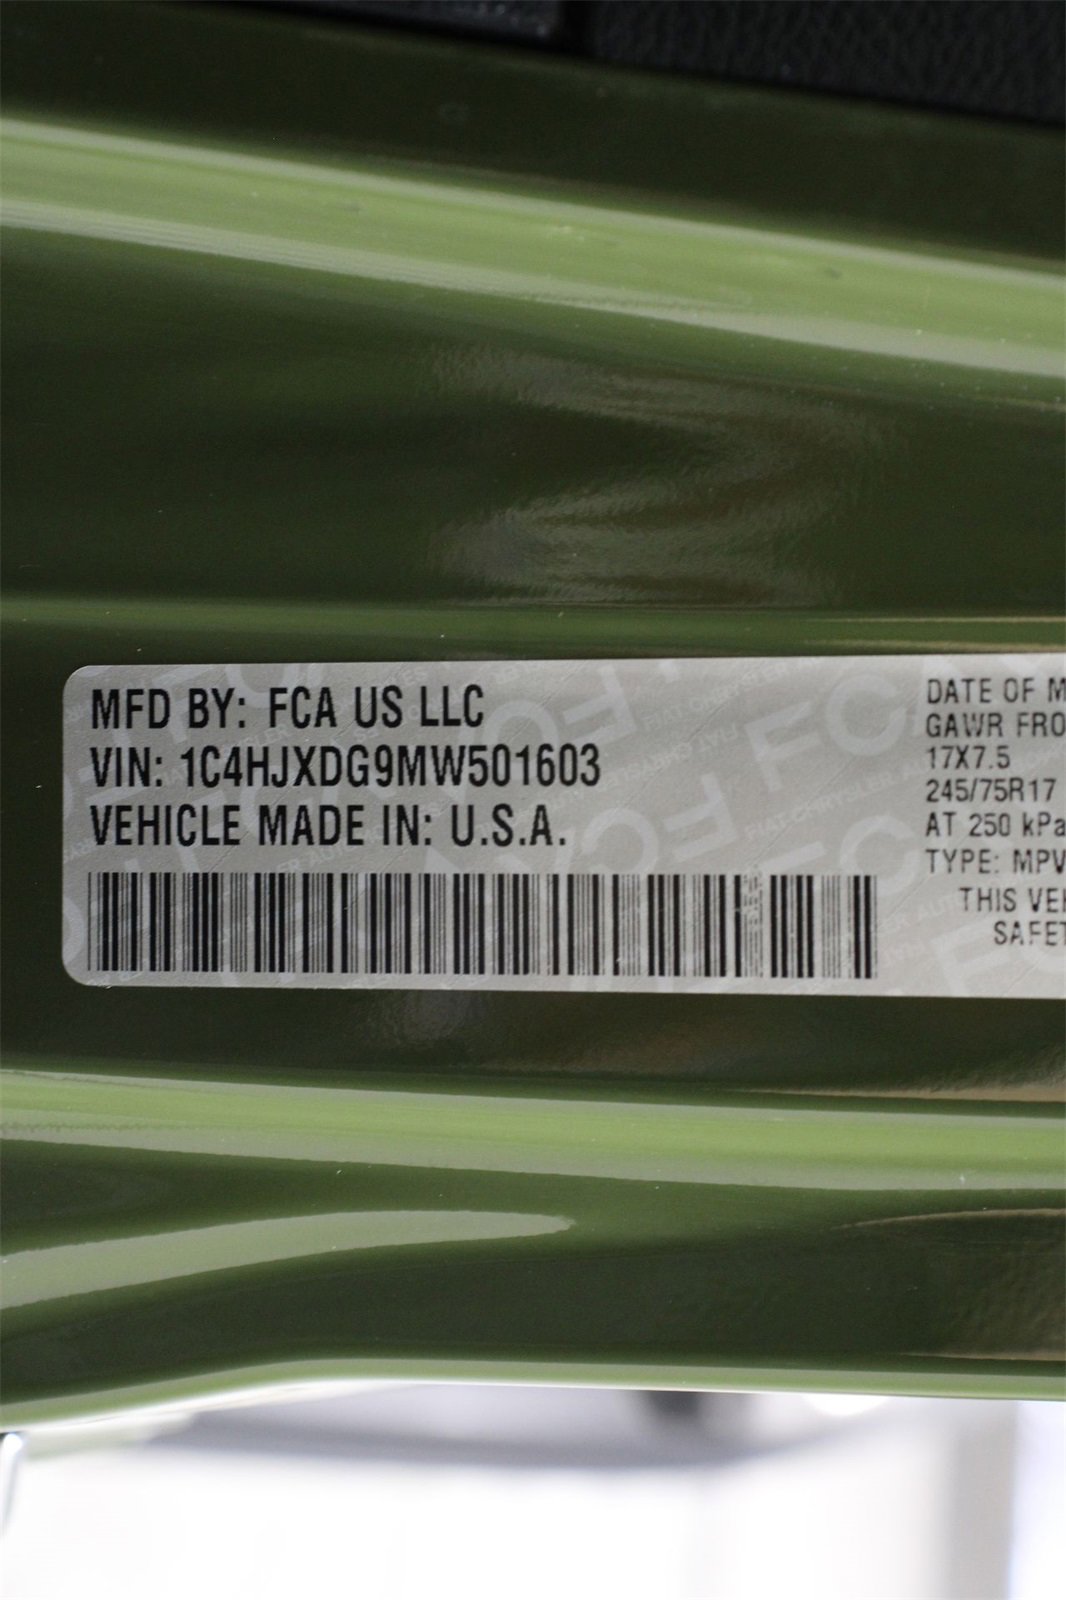 MFD BY: FCA US LLC
VIN: 1C4HJXDG9MW501603
VEHICLE MADE IN: U.S.A.
DATE OF M
GAWR FRO
17X7.5
245/75R17
AT 250 kPa
TYPE: MPV
THIS VEH
SAFET